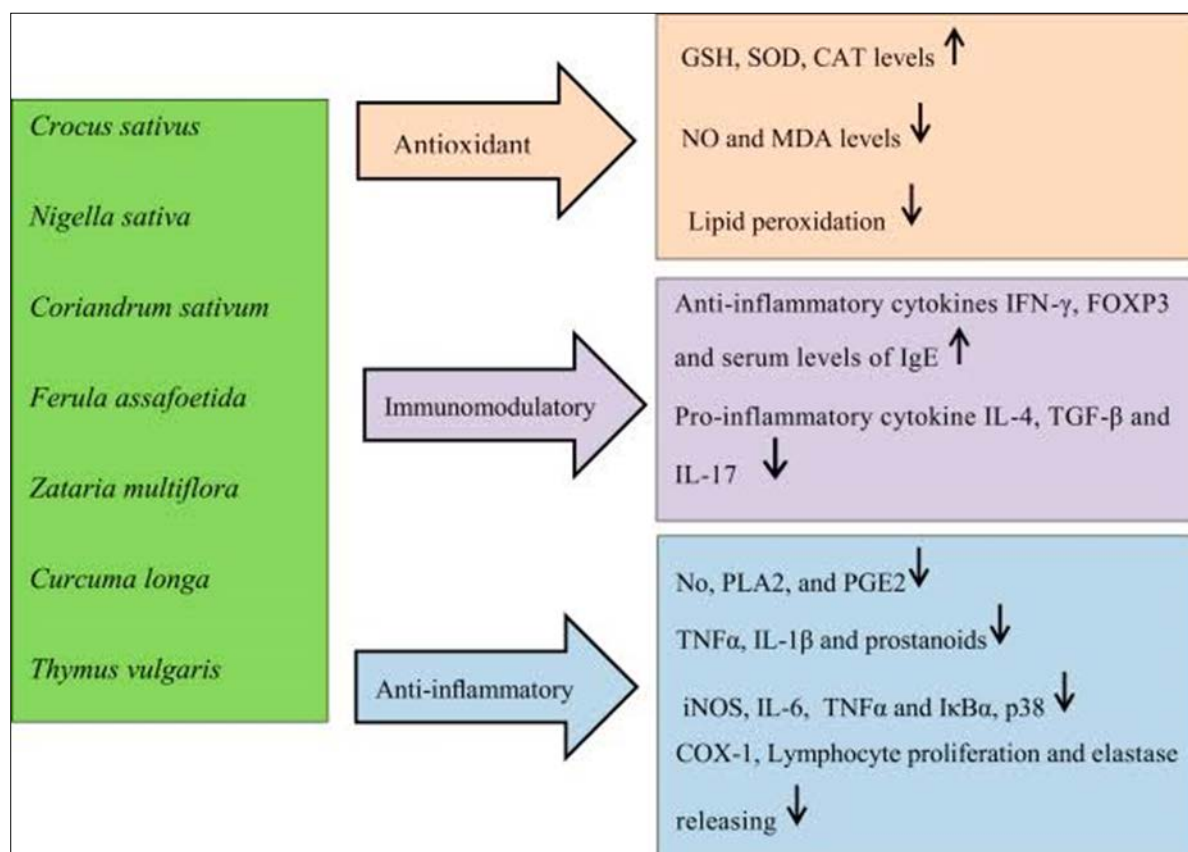 Crocus sativus
Nigella sativa
Coriandrum sativum
Ferula assafoetida
Zataria multiflora
Curcuma longa
Thymus vulgaris
Antioxidant
GSH, SOD, CAT levels ↑
NO and MDA levels ↓
Lipid peroxidation ↓
Immunomodulatory
Anti-inflammatory cytokines IFN-γ, FOXP3
and serum levels of IgE ↑
Pro-inflammatory cytokine IL-4, TGF-β and
IL-17 ↓
Anti-inflammatory
No, PLA2, and PGE2 ↓
TNFα, IL-1β and prostanoids ↓
iNOS, IL-6, TNFα and IκBα, p38 ↓
COX-1, Lymphocyte proliferation and elastase
releasing ↓